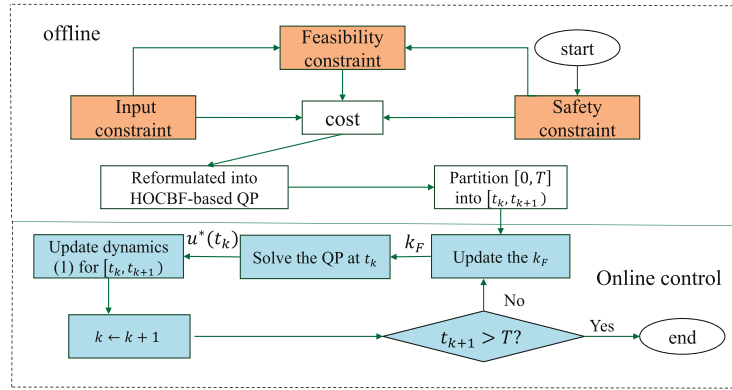 offline
Feasibility
constraint
start
Input
constraint
cost
Safety
constraint
Reformulated into
HOCBF-based QP
Partition [0, T]
into [t_k, t_{k+1})
Update dynamics
(1) for [t_k, t_{k+1})
u*(t_k)
Solve the QP at t_k
k_F
Update the k_F
Online control
No
k ← k + 1
t_{k+1} > T?
Yes
end